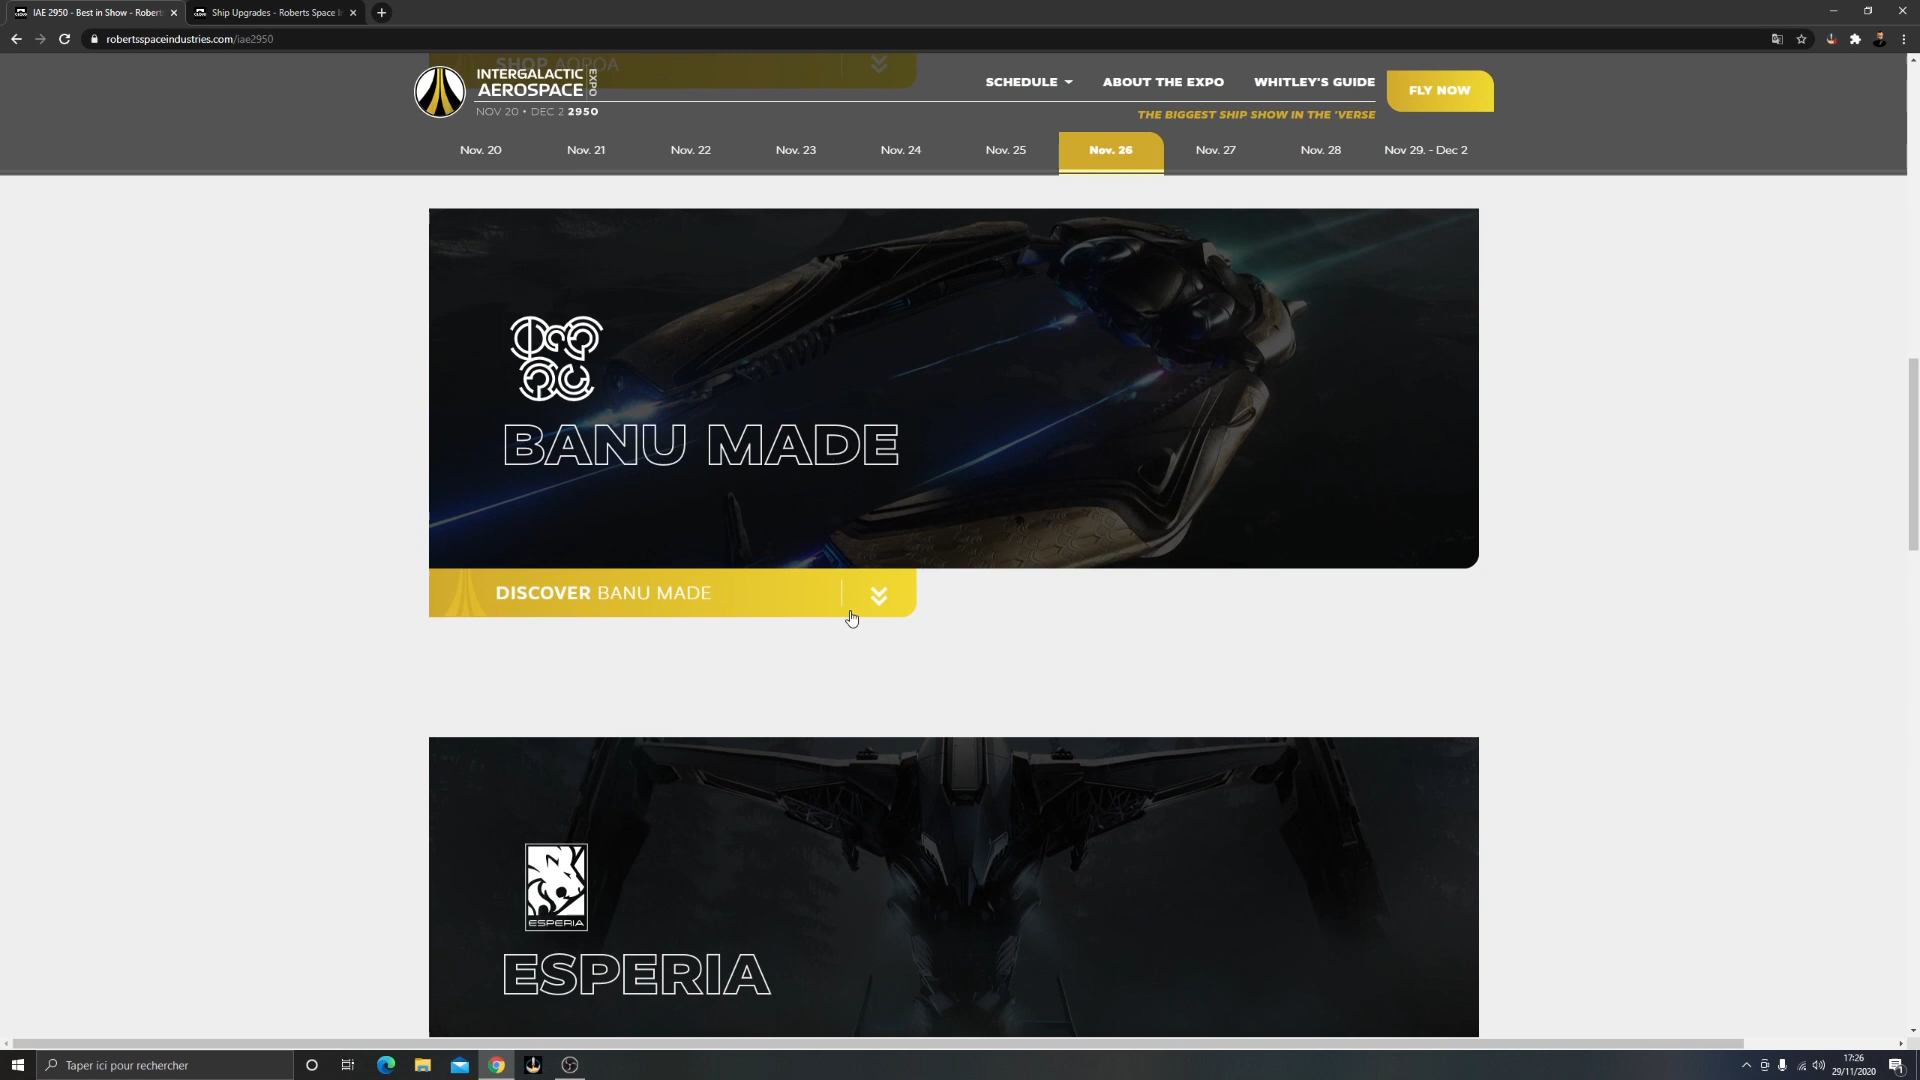 IAE 2950 - Best in Show - Robert
Ship Upgrades - Roberts Space I
robertsspaceindustries.com/iae2950
SHOP AOPOA
INTERGALACTIC
AEROSPACE
EXPO
NOV 20 • DEC 2 2950
SCHEDULE
ABOUT THE EXPO
WHITLEY'S GUIDE
FLY NOW
THE BIGGEST SHIP SHOW IN THE 'VERSE
Nov. 20
Nov. 21
Nov. 22
Nov. 23
Nov. 24
Nov. 25
Nov. 26
Nov. 27
Nov. 28
Nov 29. - Dec 2
BANU MADE
DISCOVER BANU MADE
ESPERIA
ESPERIA
Taper ici pour rechercher
17:26
29/11/2020